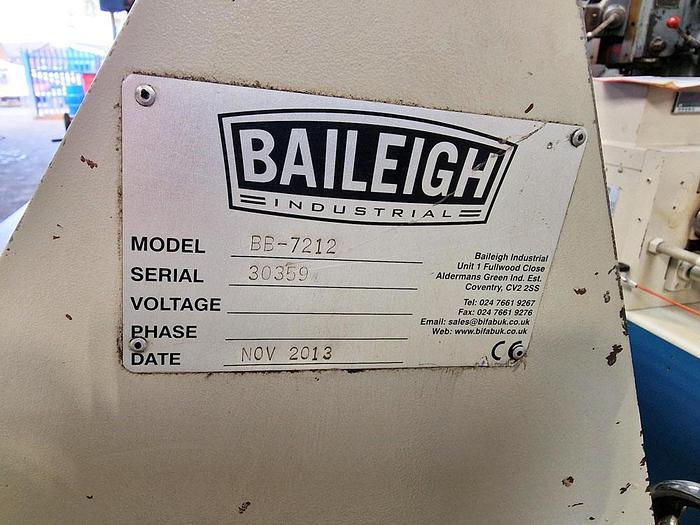 BAILEIGH
INDUSTRIAL
MODEL BB-7212
SERIAL 30359
VOLTAGE
PHASE
DATE NOV 2013
Baileigh Industrial
Unit 1 Fullwood Close
Aldermans Green Ind. Est.
Coventry, CV2 2SS
Tel: 024 7661 9267
Fax: 024 7661 9276
Email: sales@bifabuk.co.uk
Web: www.bifabuk.co.uk
CE